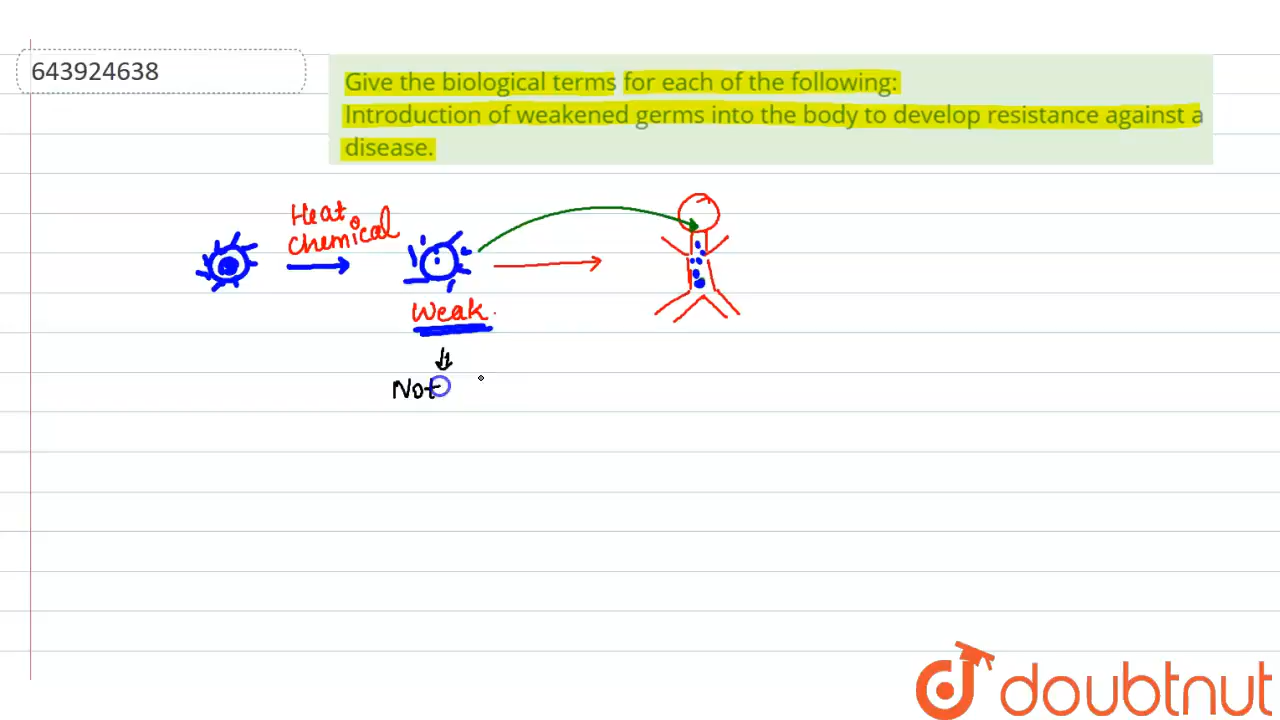 643924638
Give the biological terms for each of the following:
Introduction of weakened germs into the body to develop resistance against a
disease.
Heat
Chemical
Weak
Not
doubtnut